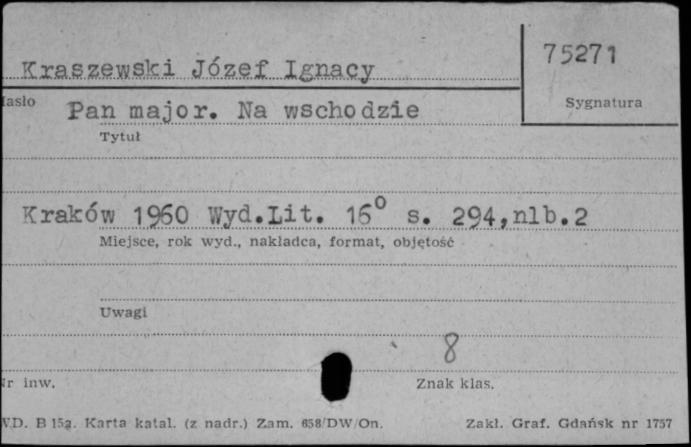 75271
Kraszewski Józef Ignacy
Sygnatura
Hasło
Pan major. Na wschodzie
Tytuł
Kraków 1960 Wyd.Lit. 16° s. 294,nlb.2
Miejsce, rok wyd., nakładca, format, objętość
Uwagi
8
Nr inw.
Znak klas.
W.D. B 15a. Karta katal. (z nadr.) Zam. 658/DW/On.
Zakl. Graf. Gdańsk nr 1757